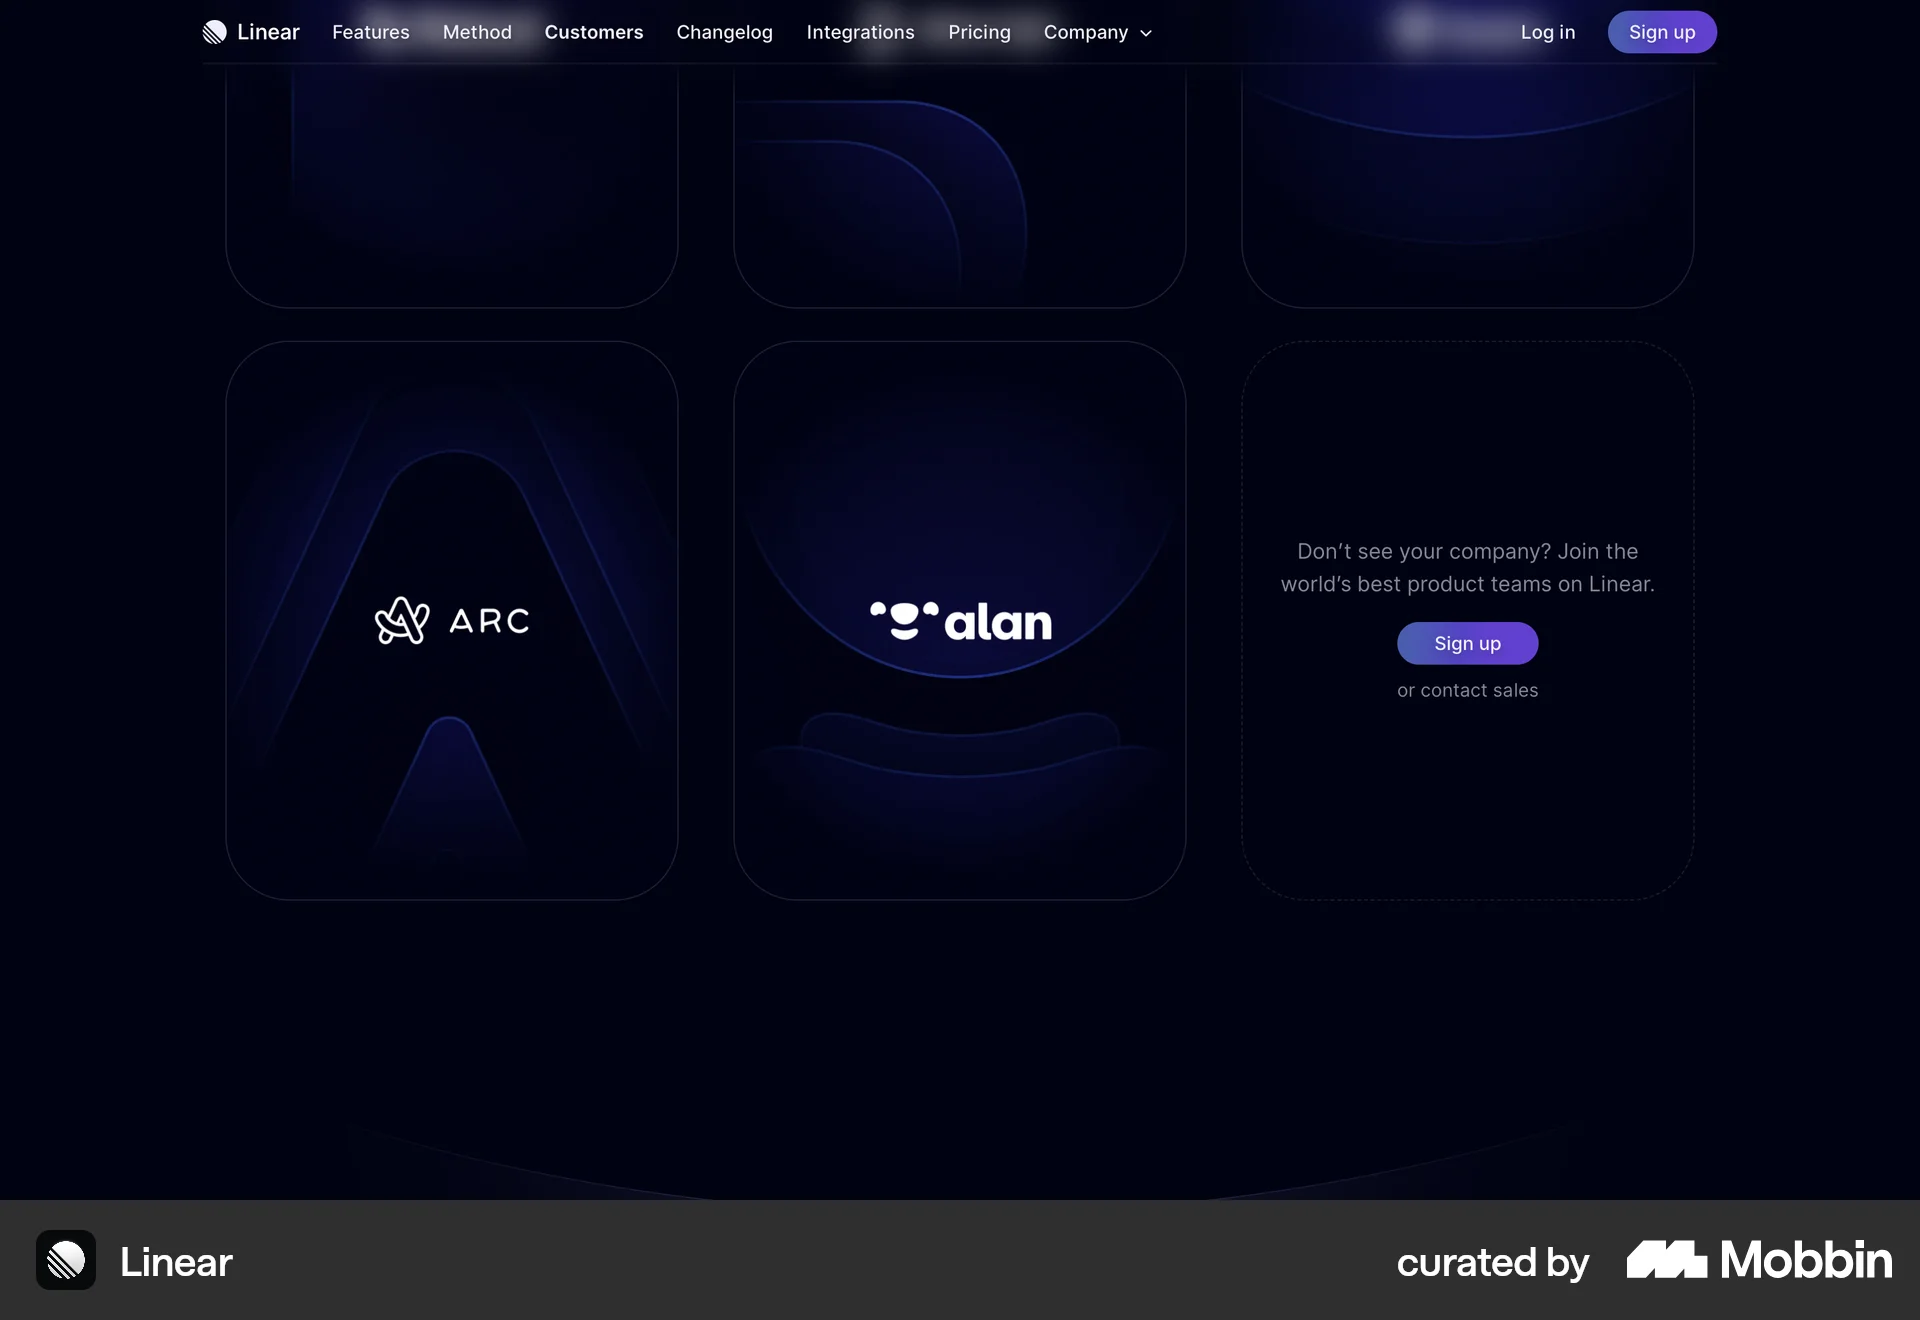 Linear Features Method Customers Changelog Integrations Pricing Company Log in Sign up
ARC
alan
Don’t see your company? Join the
world’s best product teams on Linear.
Sign up
or contact sales
Linear
curated by Mobbin